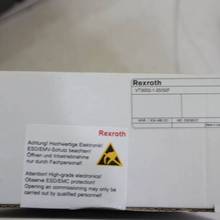 Rexroth
Rexroth
Achtung! Hochwertige Elektronik!
ESD/EMV-Schutz beachten!
Öffnen und Inbetriebnahme
nur durch Fachpersonal!
Attention! High-grade electronics!
Observe ESD/EMC protection!
Opening an commissioning may only be
carried out by qualified personnel!